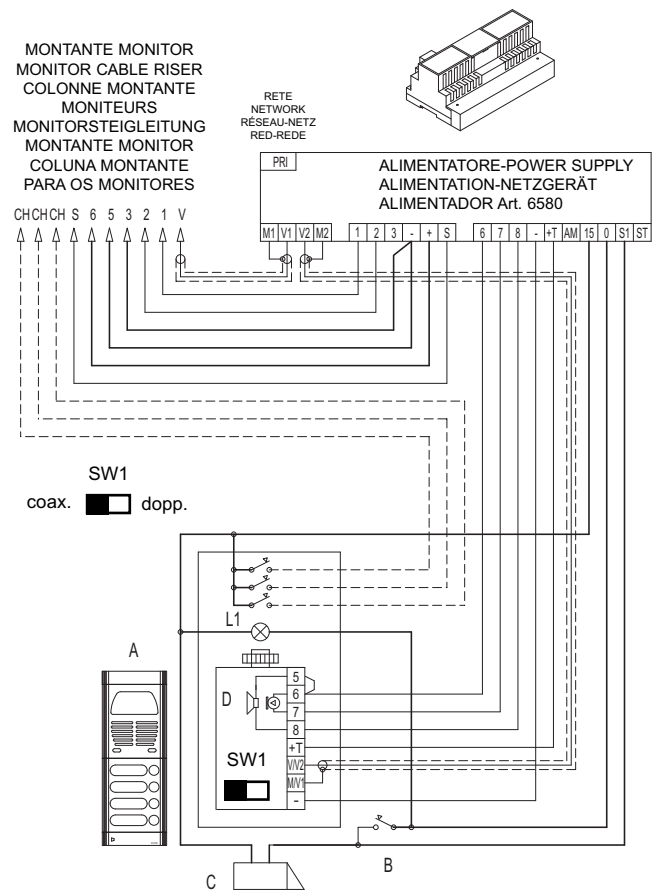 MONTANTE MONITOR
MONITOR CABLE RISER
COLONNE MONTANTE
MONITEURS
MONITORSTEIGLEITUNG
MONTANTE MONITOR
COLUNA MONTANTE
PARA OS MONITORES
CH CH CH S 6 5 3 2 1 V
RETE
NETWORK
RÉSEAU-NETZ
RED-REDE
PRI
ALIMENTATORE-POWER SUPPLY
ALIMENTATION-NETZGERÄT
ALIMENTADOR Art. 6580
M1 V1 V2 M2 1 2 3 - + S 6 7 8 - +T AM 15 0 S1 ST
SW1
coax. dopp.
L1
A
D
5
6
7
8
+T
V/V2
M/V1
-
SW1
B
C